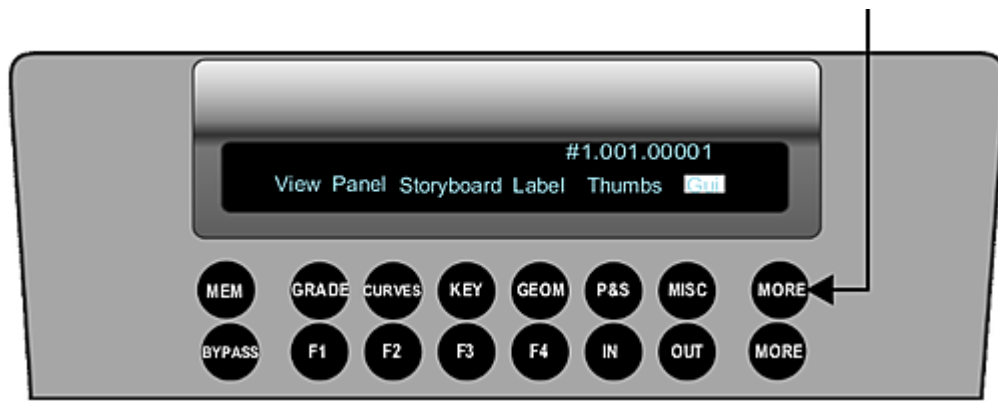 #1.001.00001
View Panel Storyboard Label Thumbs Gui
MEM GRADE CURVES KEY GEOM P&S MISC MORE
BYPASS F1 F2 F3 F4 IN OUT MORE